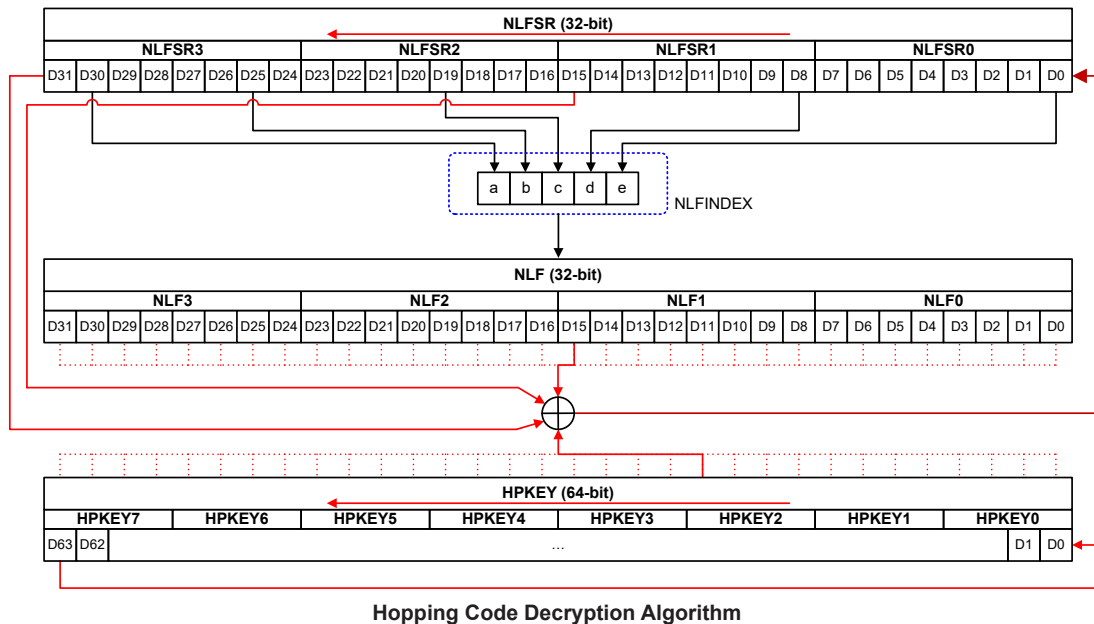 NLFSR (32-bit)
NLFSR3 NLFSR2 NLFSR1 NLFSR0
D31 D30 D29 D28 D27 D26 D25 D24 D23 D22 D21 D20 D19 D18 D17 D16 D15 D14 D13 D12 D11 D10 D9 D8 D7 D6 D5 D4 D3 D2 D1 D0
a b c d e
NLFINDEX
NLF (32-bit)
NLF3 NLF2 NLF1 NLF0
D31 D30 D29 D28 D27 D26 D25 D24 D23 D22 D21 D20 D19 D18 D17 D16 D15 D14 D13 D12 D11 D10 D9 D8 D7 D6 D5 D4 D3 D2 D1 D0
HPKEY (64-bit)
HPKEY7 HPKEY6 HPKEY5 HPKEY4 HPKEY3 HPKEY2 HPKEY1 HPKEY0
D63 D62 ... D1 D0
Hopping Code Decryption Algorithm